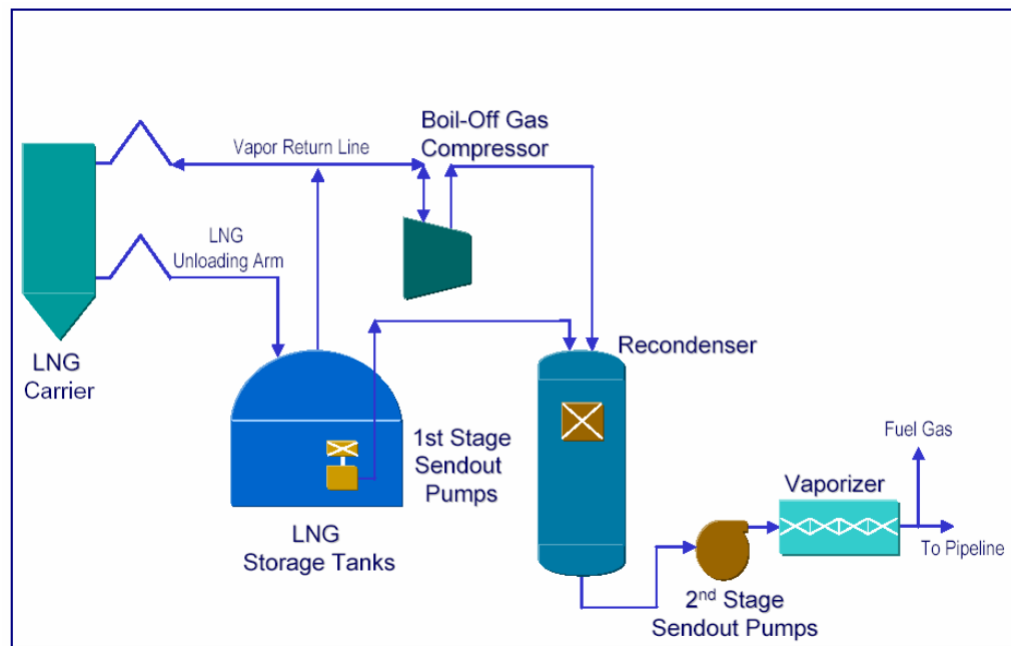 Boil-Off Gas
Compressor
Vapor Return Line
LNG
Unloading Arm
LNG
Carrier
Recondenser
1st Stage
Sendout
Pumps
LNG
Storage Tanks
Fuel Gas
Vaporizer
To Pipeline
2nd Stage
Sendout Pumps